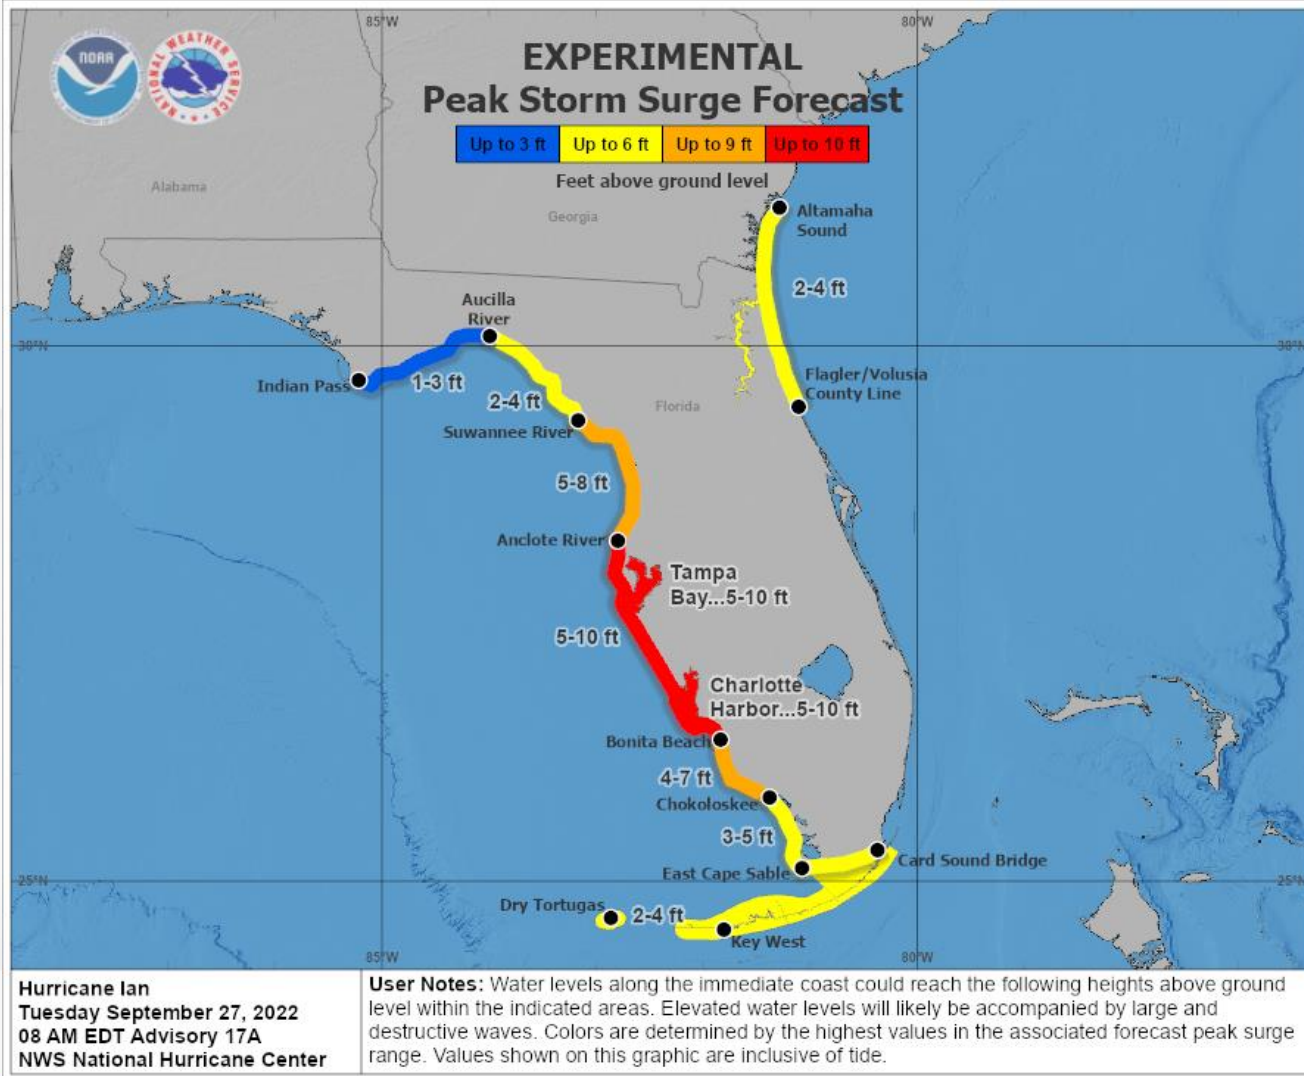 85°W
80°W
NOAA
NATIONAL WEATHER SERVICE
EXPERIMENTAL
Peak Storm Surge Forecast
Up to 3 ft
Up to 6 ft
Up to 9 ft
Up to 10 ft
Feet above ground level
Alabama
Georgia
Altamaha
Sound
2-4 ft
Aucilla
River
30°N
30°N
Indian Pass
1-3 ft
Flagler/Volusia
County Line
2-4 ft
Florida
Suwannee River
5-8 ft
Anclote River
Tampa
Bay...5-10 ft
5-10 ft
Charlotte
Harbor...5-10 ft
Bonita Beach
4-7 ft
Chokoloskee
3-5 ft
Card Sound Bridge
East Cape Sable
25°N
25°N
Dry Tortugas
2-4 ft
Key West
85°W
80°W
Hurricane Ian
Tuesday September 27, 2022
08 AM EDT Advisory 17A
NWS National Hurricane Center
User Notes: Water levels along the immediate coast could reach the following heights above ground
level within the indicated areas. Elevated water levels will likely be accompanied by large and
destructive waves. Colors are determined by the highest values in the associated forecast peak surge
range. Values shown on this graphic are inclusive of tide.